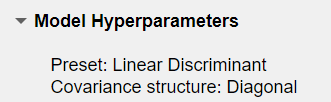 Model Hyperparameters
Preset: Linear Discriminant
Covariance structure: Diagonal